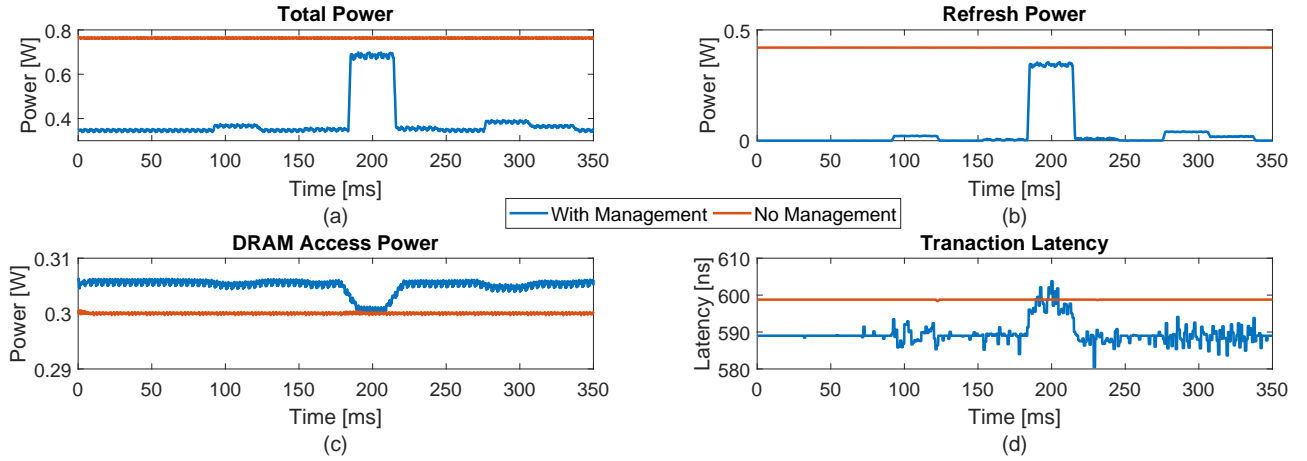 Total Power
Power [W]
0.8
0.6
0.4
0 50 100 150 200 250 300 350
Time [ms]
(a)
Refresh Power
Power [W]
0.5
0
0 50 100 150 200 250 300 350
Time [ms]
(b)
With Management No Management
DRAM Access Power
Power [W]
0.31
0.3
0.29
0 50 100 150 200 250 300 350
Time [ms]
(c)
Tranaction Latency
Latency [ns]
610
600
590
580
0 50 100 150 200 250 300 350
Time [ms]
(d)